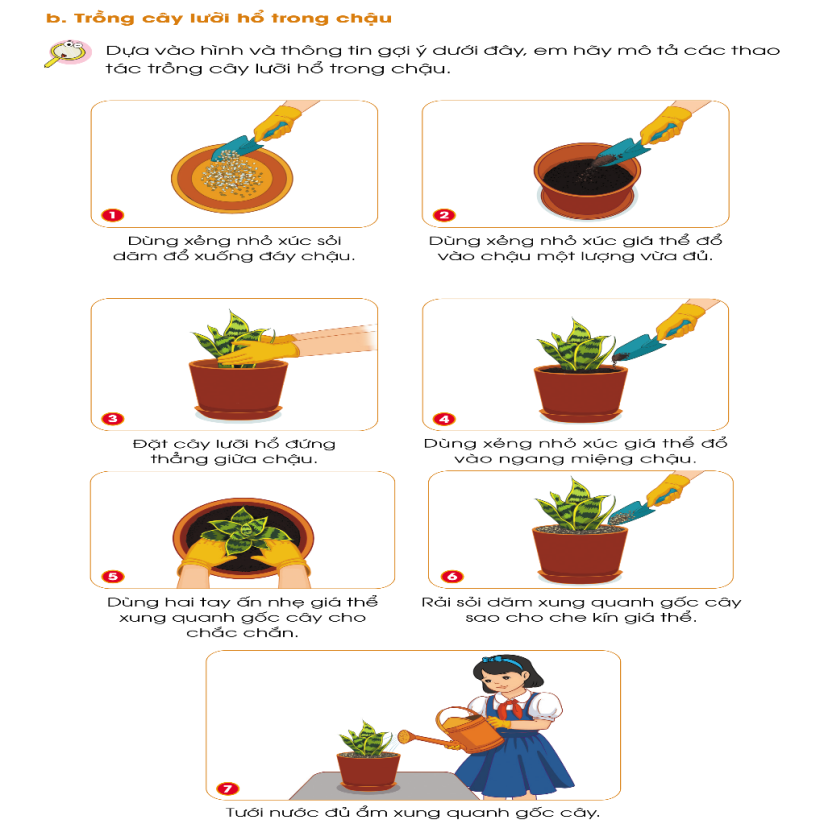 b. Trồng cây lưỡi hổ trong chậu
Dựa vào hình và thông tin gợi ý dưới đây, em hãy mô tả các thao
tác trồng cây lưỡi hổ trong chậu.
1
Dùng xẻng nhỏ xúc sỏi
dăm đổ xuống đáy chậu.
2
Dùng xẻng nhỏ xúc giá thể đổ
vào chậu một lượng vừa đủ.
3
Đặt cây lưỡi hổ đứng
thẳng giữa chậu.
4
Dùng xẻng nhỏ xúc giá thể đổ
vào ngang miệng chậu.
5
Dùng hai tay ấn nhẹ giá thể
xung quanh gốc cây cho
chắc chắn.
6
Rải sỏi dăm xung quanh gốc cây
sao cho che kín giá thể.
7
Tưới nước đủ ẩm xung quanh gốc cây.